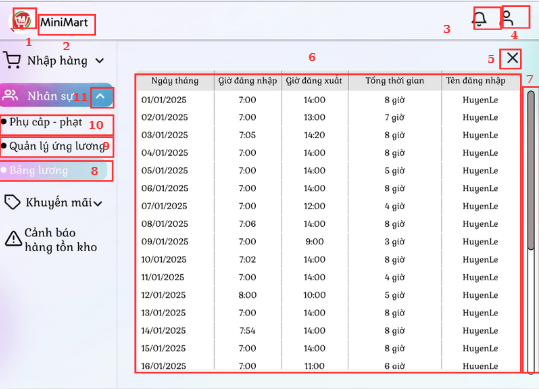 MiniMart
1
2
3
4
5
6
7
Nhập hàng
Nhân sự 11
Phụ cấp - phạt 10
Quản lý ứng lương 9
Bảng lương 8
Khuyến mãi
Cảnh báo
hàng tồn kho
Ngày tháng Giờ đăng nhập Giờ đăng xuất Tổng thời gian Tên đăng nhập
01/01/2025 7:00 14:00 8 giờ HuyenLe
02/01/2025 7:00 13:00 7 giờ HuyenLe
03/01/2025 7:05 14:20 8 giờ HuyenLe
04/01/2025 7:00 14:00 8 giờ HuyenLe
05/01/2025 7:00 14:00 5 giờ HuyenLe
06/01/2025 7:00 14:00 8 giờ HuyenLe
07/01/2025 7:00 12:00 4 giờ HuyenLe
08/01/2025 7:06 14:00 8 giờ HuyenLe
09/01/2025 7:00 9:00 3 giờ HuyenLe
10/01/2025 7:02 14:00 8 giờ HuyenLe
11/01/2025 7:00 14:00 4 giờ HuyenLe
12/01/2025 8:00 10:00 5 giờ HuyenLe
13/01/2025 7:00 14:00 8 giờ HuyenLe
14/01/2025 7:54 14:00 8 giờ HuyenLe
15/01/2025 7:00 14:00 8 giờ HuyenLe
16/01/2025 7:00 11:00 6 giờ HuyenLe